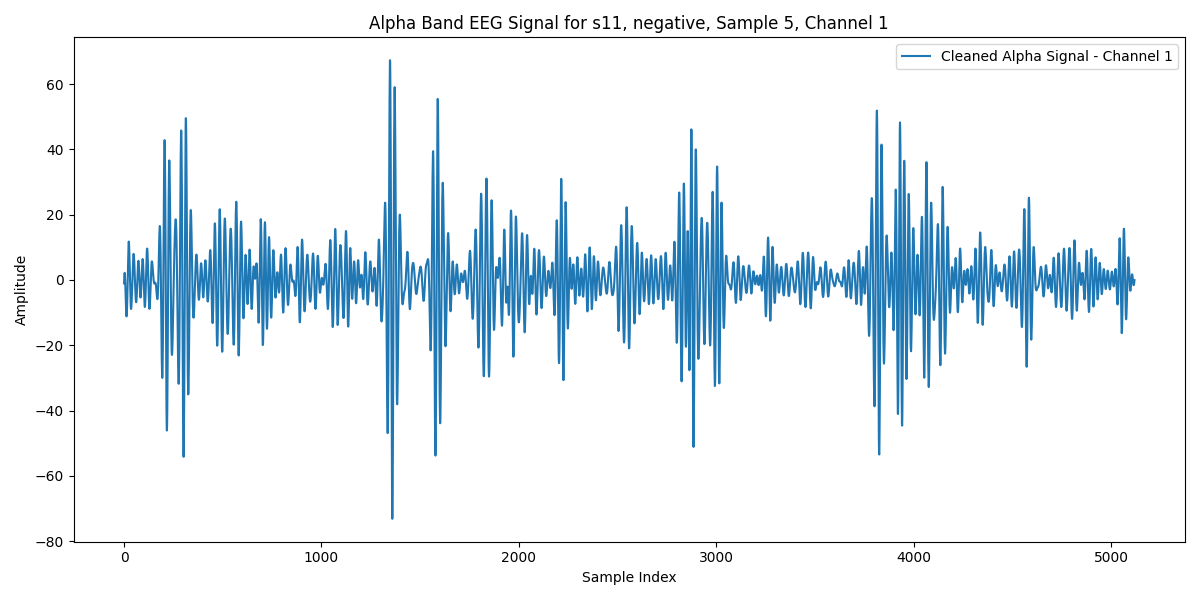 Alpha Band EEG Signal for s11, negative, Sample 5, Channel 1
Cleaned Alpha Signal - Channel 1
60
40
20
0
−20
−40
−60
−80
Amplitude
0 1000 2000 3000 4000 5000
Sample Index